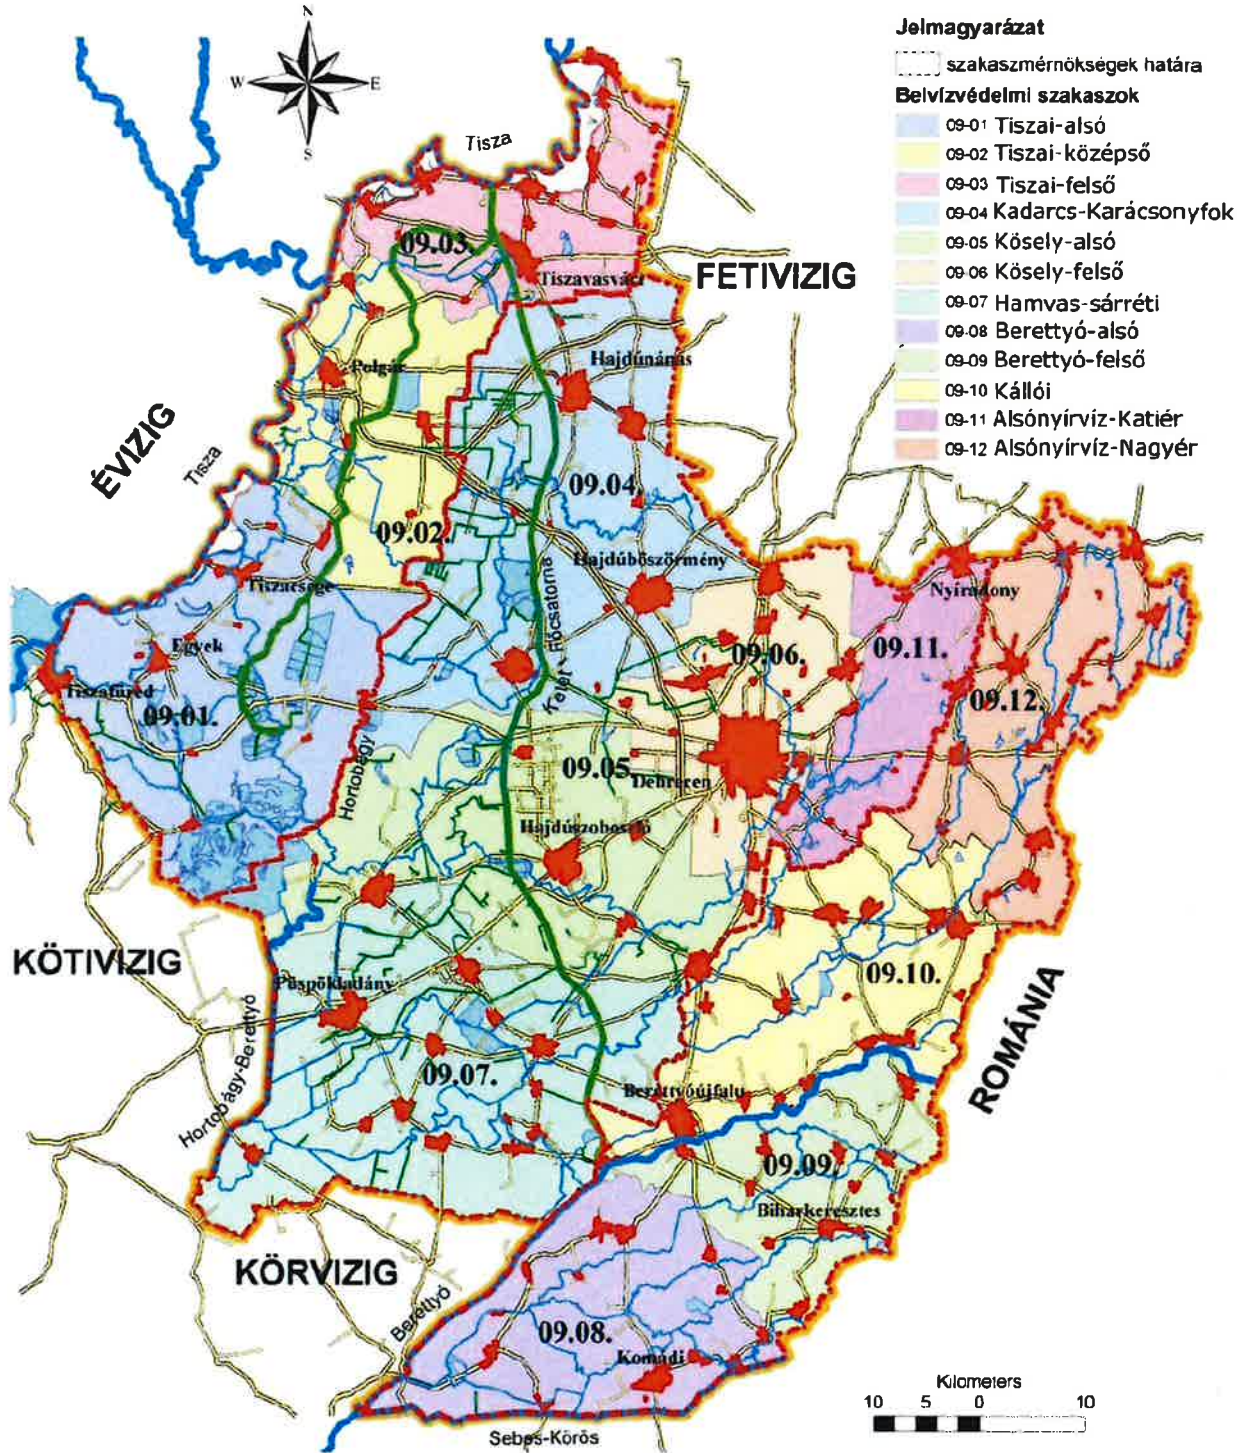 N
W
E
S
Jelmagyarázat
szakaszmérnökségek határa
Belvízvédelmi szakaszok
09-01 Tiszai-alsó
09-02 Tiszai-középső
09-03 Tiszai-felső
09-04 Kadarcs-Karácsonyfok
09-05 Kösely-alsó
09-06 Kösely-felső
09-07 Hamvas-sárréti
09-08 Berettyó-alsó
09-09 Berettyó-felső
09-10 Kállói
09-11 Alsónyírvíz-Katiér
09-12 Alsónyírvíz-Nagyér
Tisza
09.03.
Tiszavasvári
FETIVIZIG
Polgár
Hajdúnánás
ÉVIZIG
Tisza
09.04.
09.02.
Hajdúböszörmény
Tiszacsege
Nyíradony
Keleti Főcsatorna
Egyek
09.06.
09.11.
Tiszafüred
09.01.
09.12.
Hortobágy
09.05.
Debrecen
Hajdúszoboszló
KÖTIVIZIG
Püspökladány
09.10.
Hortobágy-Berettyó
ROMÁNIA
09.07.
Berettyóújfalu
09.09.
Biharkeresztes
KÖRVIZIG
Berettyó
09.08.
Komádi
Sebes-Körös
Kilometers
10 5 0 10